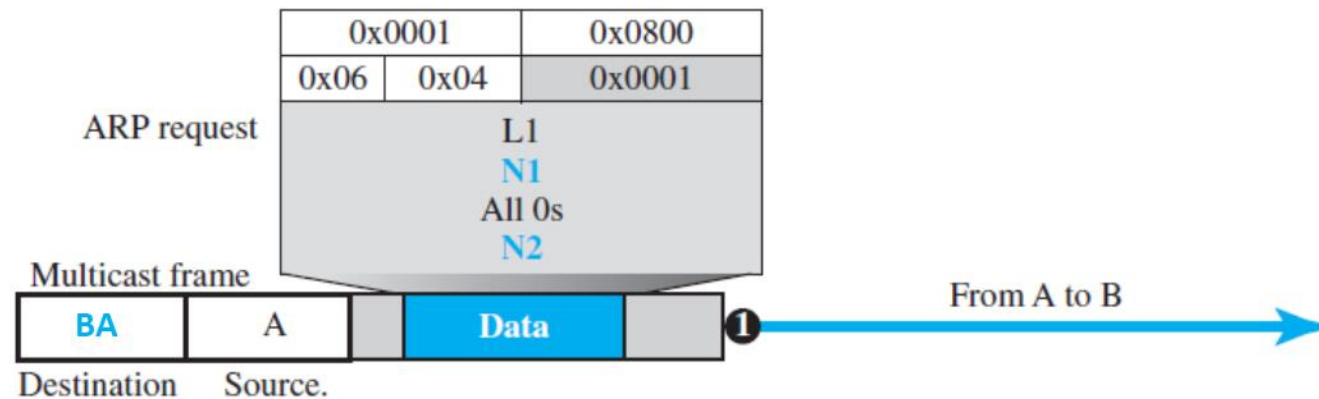 0x0001 0x0800
0x06 0x04 0x0001
ARP request
L1
N1
All 0s
N2
Multicast frame
BA A Data 1 From A to B
Destination Source.